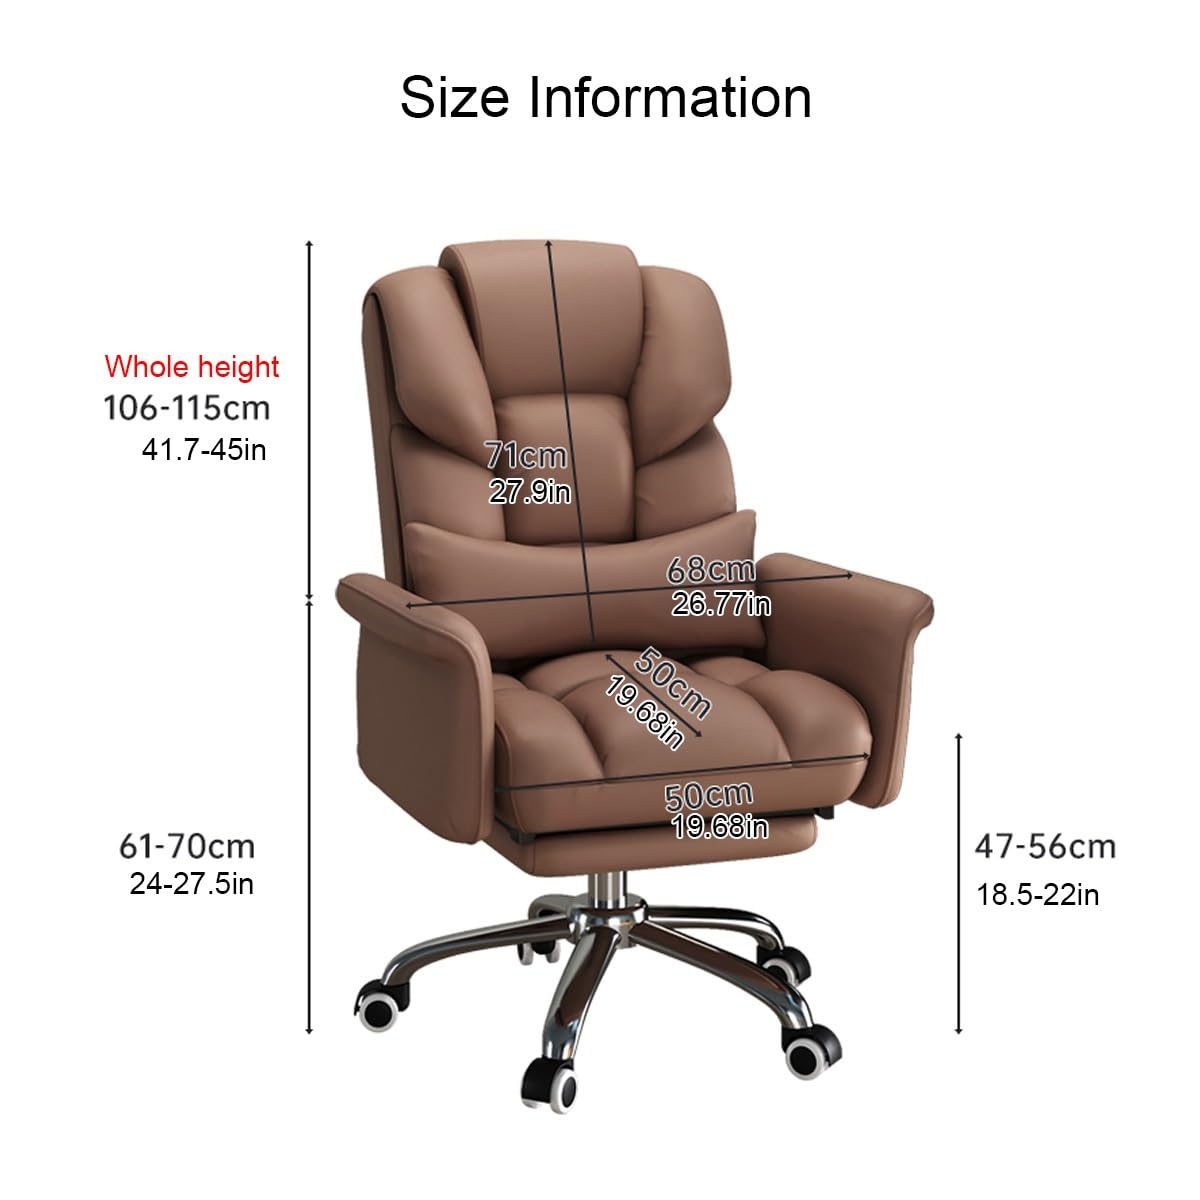 Size Information
Whole height
106-115cm
41.7-45in
71cm
27.9in
68cm
26.77in
50cm
19.68in
50cm
19.68in
61-70cm
24-27.5in
47-56cm
18.5-22in